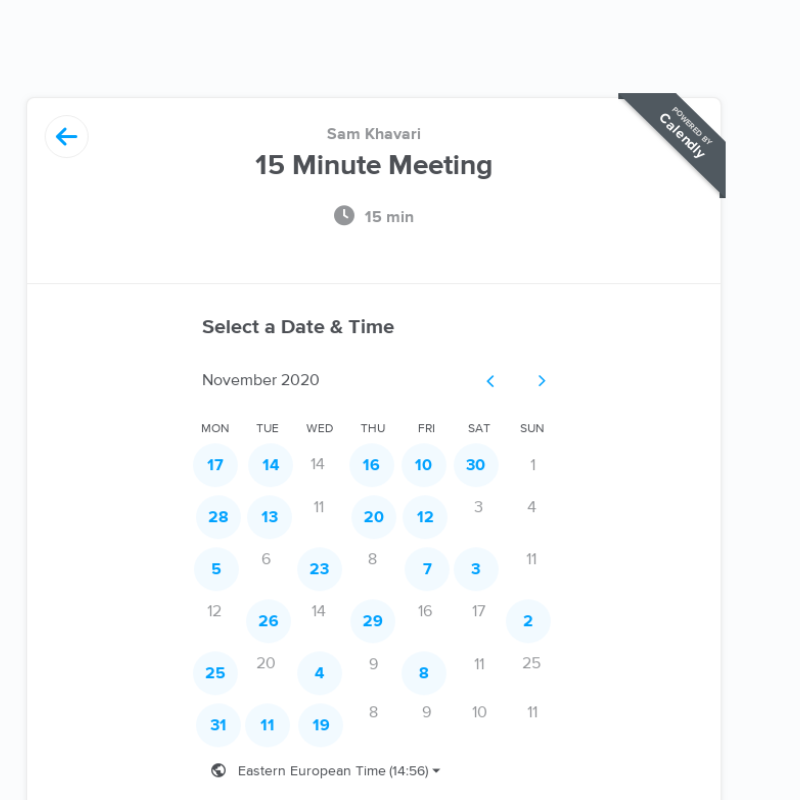 POWERED BY
Calendly
Sam Khavari
15 Minute Meeting
15 min
Select a Date & Time
November 2020
MON TUE WED THU FRI SAT SUN
17 14 14 16 10 30 1
28 13 11 20 12 3 4
5 6 23 8 7 3 11
12 26 14 29 16 17 2
25 20 4 9 8 11 25
31 11 19 8 9 10 11
Eastern European Time (14:56)